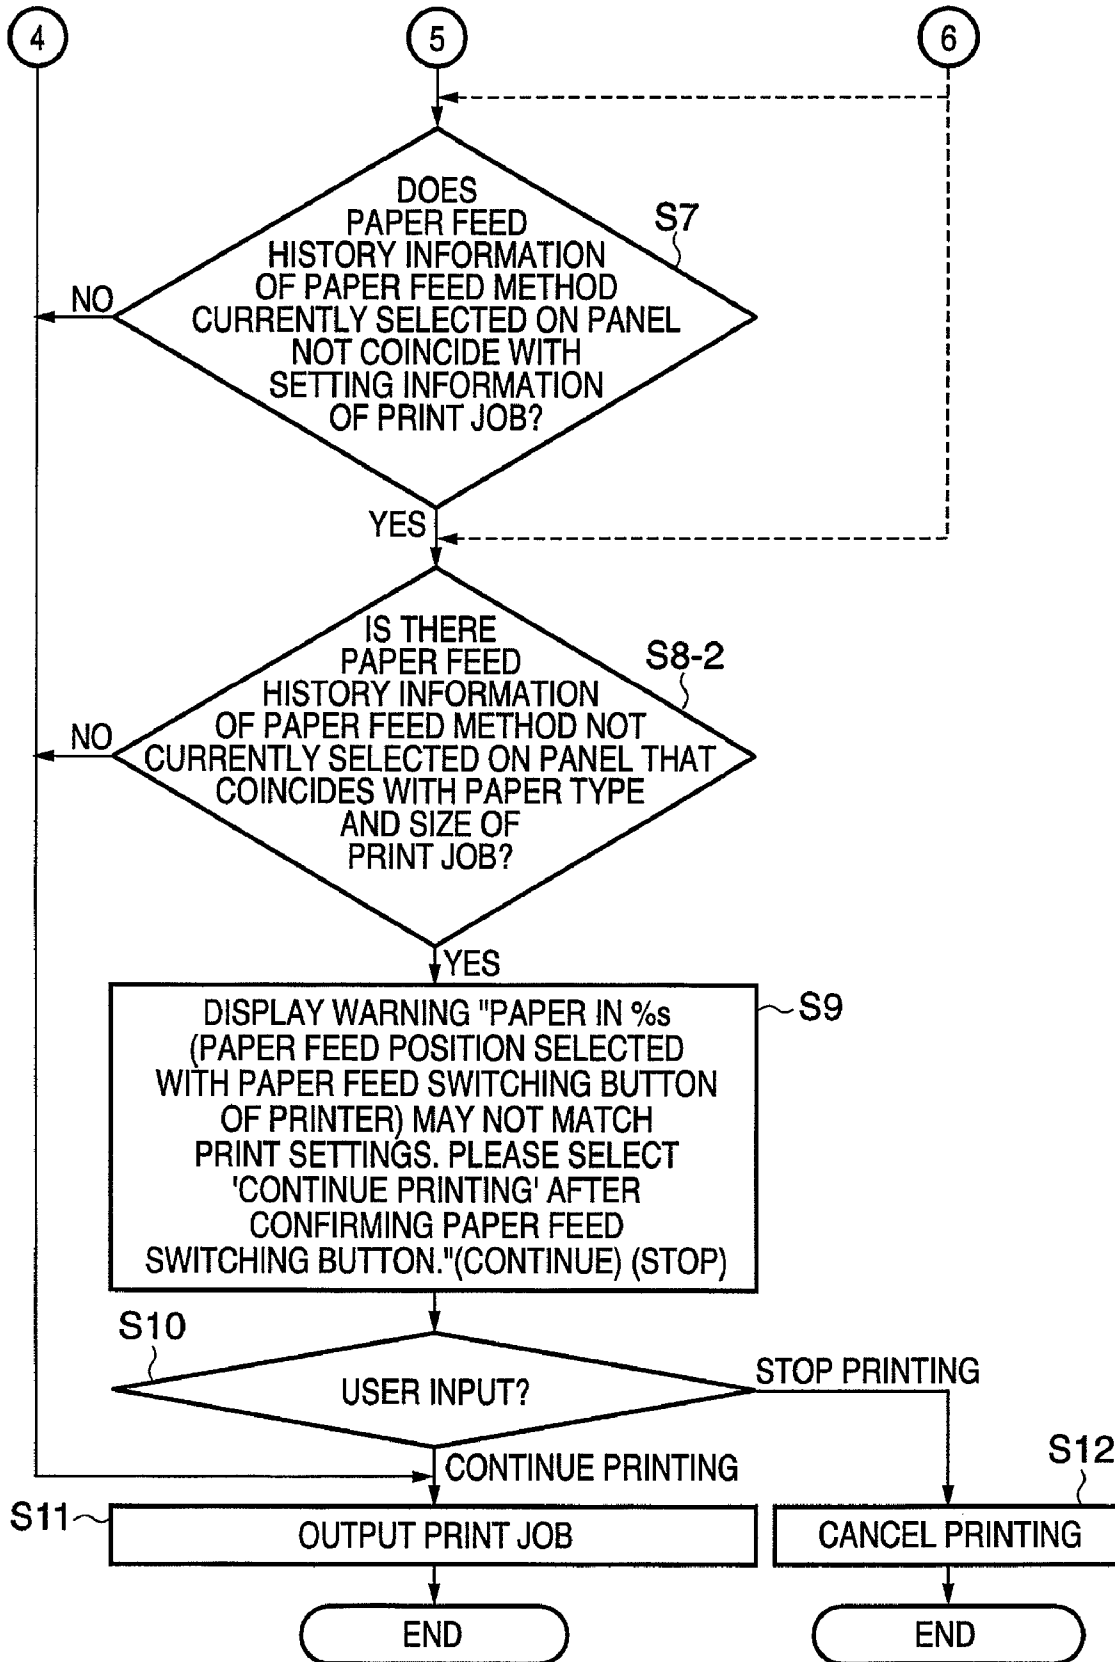 4
5
6
DOES
PAPER FEED
HISTORY INFORMATION
OF PAPER FEED METHOD
CURRENTLY SELECTED ON PANEL
NOT COINCIDE WITH
SETTING INFORMATION
OF PRINT JOB?
S7
NO
YES
IS THERE
PAPER FEED
HISTORY INFORMATION
OF PAPER FEED METHOD NOT
CURRENTLY SELECTED ON PANEL THAT
COINCIDES WITH PAPER TYPE
AND SIZE OF
PRINT JOB?
S8-2
NO
YES
DISPLAY WARNING "PAPER IN %s
(PAPER FEED POSITION SELECTED
WITH PAPER FEED SWITCHING BUTTON
OF PRINTER) MAY NOT MATCH
PRINT SETTINGS. PLEASE SELECT
'CONTINUE PRINTING' AFTER
CONFIRMING PAPER FEED
SWITCHING BUTTON."(CONTINUE) (STOP)
S9
S10
USER INPUT?
STOP PRINTING
CONTINUE PRINTING
S11
OUTPUT PRINT JOB
S12
CANCEL PRINTING
END
END